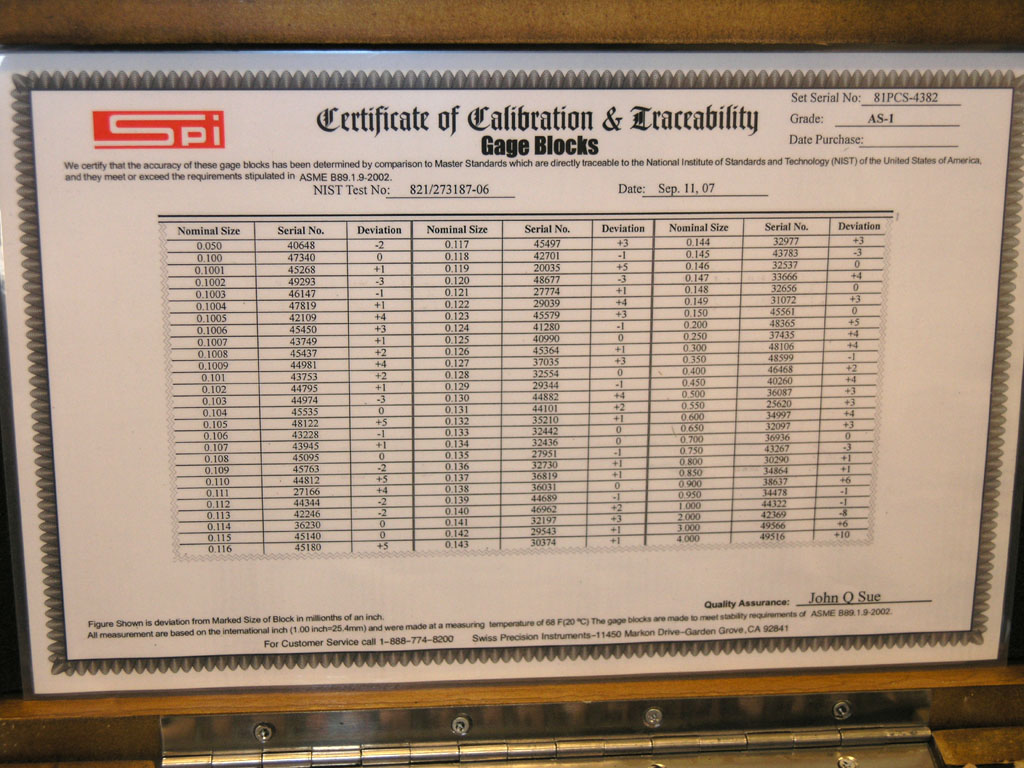 Set Serial No: 81PCS-4382
Spi
Certificate of Calibration & Traceability
Grade: AS-1
Gage Blocks
Date Purchase:
We certify that the accuracy of these gage blocks has been determined by comparison to Master Standards which are directly traceable to the National Institute of Standards and Technology (NIST) of the United States of America,
and they meet or exceed the requirements stipulated in ASME B89.1.9-2002.
NIST Test No: 821/273187-06 Date: Sep. 11, 07
Nominal Size Serial No. Deviation Nominal Size Serial No. Deviation Nominal Size Serial No. Deviation
0.050 40648 -2 0.117 45497 +3 0.144 32977 +3
0.100 47340 0 0.118 42701 -1 0.145 43783 -3
0.1001 45268 +1 0.119 20035 +5 0.146 32537 0
0.1002 49293 -3 0.120 48677 -3 0.147 33666 +4
0.1003 46147 -1 0.121 27774 +1 0.148 32656 0
0.1004 47819 +1 0.122 29039 +4 0.149 31072 +3
0.1005 42109 +4 0.123 45579 +3 0.150 45561 0
0.1006 45450 +3 0.124 41280 -1 0.200 48365 +5
0.1007 43749 +1 0.125 40990 0 0.250 37435 +4
0.1008 45437 +2 0.126 45364 +1 0.300 48106 +4
0.1009 44981 +4 0.127 37035 +3 0.350 48599 -1
0.101 43753 +2 0.128 32554 0 0.400 46468 +2
0.102 44795 +1 0.129 29344 -1 0.450 40260 +4
0.103 44974 -3 0.130 44882 +4 0.500 36087 +3
0.104 45535 0 0.131 44101 +2 0.550 25620 +3
0.105 48122 +5 0.132 35210 +1 0.600 34997 +4
0.106 43228 -1 0.133 32442 0 0.650 32097 +3
0.107 43945 +1 0.134 32436 0 0.700 36936 0
0.108 45095 0 0.135 27951 -1 0.750 43267 -3
0.109 45763 -2 0.136 32730 +1 0.800 30290 +1
0.110 44812 +5 0.137 36819 +1 0.850 34864 +1
0.111 27166 +4 0.138 36031 0 0.900 38637 +6
0.112 44344 -2 0.139 44689 -1 0.950 34478 -1
0.113 42246 -2 0.140 46962 +2 1.000 44322 -1
0.114 36230 0 0.141 32197 +3 2.000 42369 -8
0.115 45140 0 0.142 29543 +1 3.000 49566 +6
0.116 45180 +5 0.143 30374 +1 4.000 49516 +10
Quality Assurance: John Q Sue
Figure Shown is deviation from Marked Size of Block in millionths of an inch.
All measurement are based on the international inch (1.00 inch=25.4mm) and were made at a measuring temperature of 68 F(20 ºC) The gage blocks are made to meet stability requirements of ASME B89.1.9-2002.
For Customer Service call 1-888-774-8200 Swiss Precision Instruments-11450 Markon Drive-Garden Grove, CA 92841